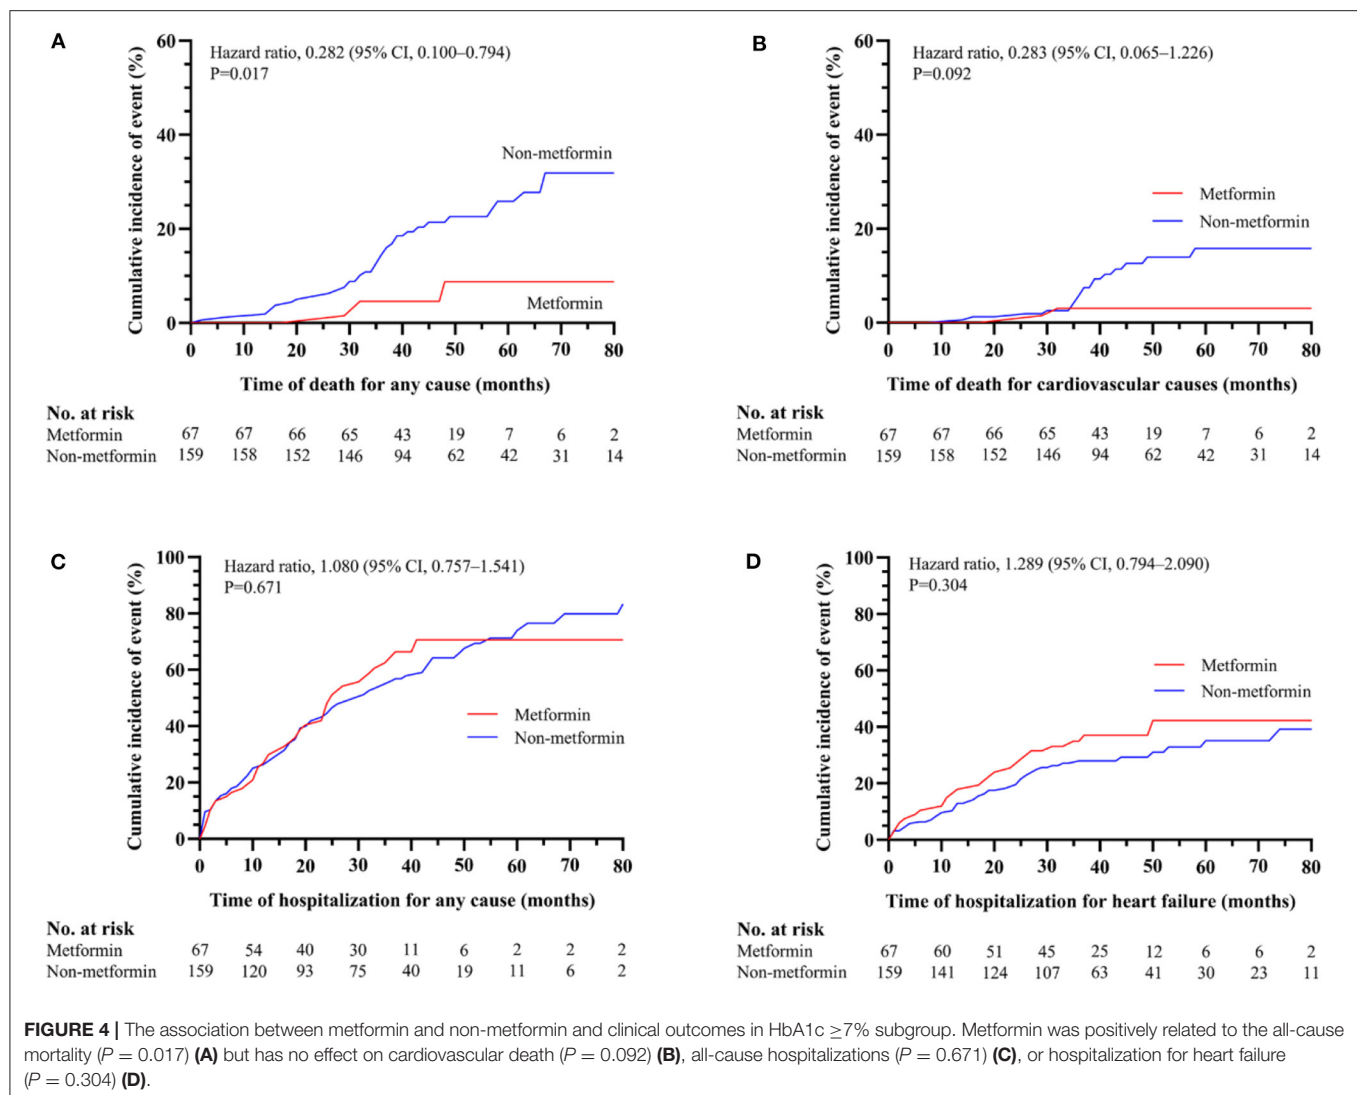 A
Hazard ratio, 0.282 (95% CI, 0.100–0.794)
P=0.017
Cumulative incidence of event (%)
60
40
20
0
Non-metformin
Metformin
0 10 20 30 40 50 60 70 80
Time of death for any cause (months)
No. at risk
Metformin 67 67 66 65 43 19 7 6 2
Non-metformin 159 158 152 146 94 62 42 31 14
B
Hazard ratio, 0.283 (95% CI, 0.065–1.226)
P=0.092
Cumulative incidence of event (%)
60
40
20
0
Metformin
Non-metformin
0 10 20 30 40 50 60 70 80
Time of death for cardiovascular causes (months)
No. at risk
Metformin 67 67 66 65 43 19 7 6 2
Non-metformin 159 158 152 146 94 62 42 31 14
C
Hazard ratio, 1.080 (95% CI, 0.757–1.541)
P=0.671
Cumulative incidence of event (%)
100
80
60
40
20
0
Metformin
Non-metformin
0 10 20 30 40 50 60 70 80
Time of hospitalization for any cause (months)
No. at risk
Metformin 67 54 40 30 11 6 2 2 2
Non-metformin 159 120 93 75 40 19 11 6 2
D
Hazard ratio, 1.289 (95% CI, 0.794–2.090)
P=0.304
Cumulative incidence of event (%)
100
80
60
40
20
0
Metformin
Non-metformin
0 10 20 30 40 50 60 70 80
Time of hospitalization for heart failure (months)
No. at risk
Metformin 67 60 51 45 25 12 6 6 2
Non-metformin 159 141 124 107 63 41 30 23 11
FIGURE 4 | The association between metformin and non-metformin and clinical outcomes in HbA1c ≥7% subgroup. Metformin was positively related to the all-cause
mortality (P = 0.017) (A) but has no effect on cardiovascular death (P = 0.092) (B), all-cause hospitalizations (P = 0.671) (C), or hospitalization for heart failure
(P = 0.304) (D).